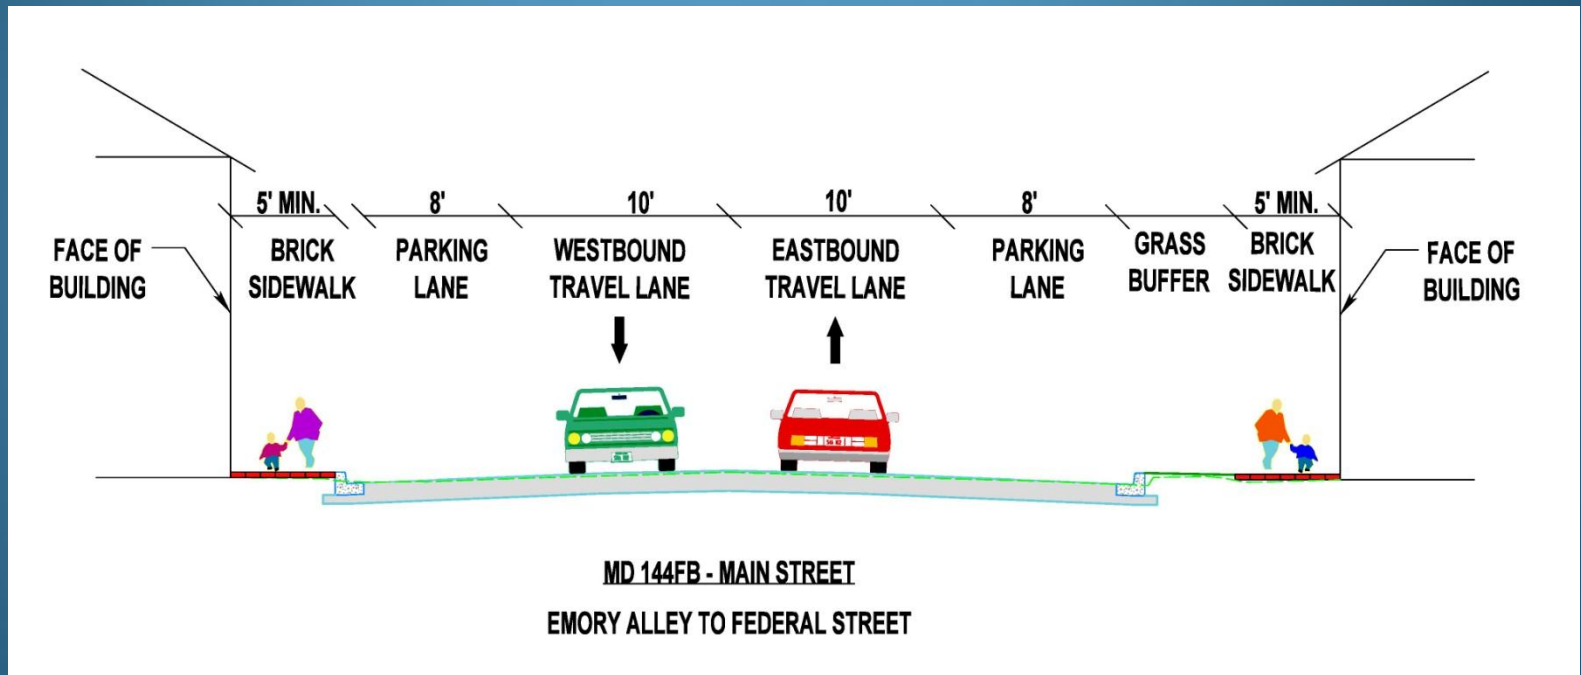 5' MIN.
8'
10'
10'
8'
5' MIN.
FACE OF
BUILDING
BRICK
SIDEWALK
PARKING
LANE
WESTBOUND
TRAVEL LANE
EASTBOUND
TRAVEL LANE
PARKING
LANE
GRASS
BUFFER
BRICK
SIDEWALK
FACE OF
BUILDING
MD 144FB - MAIN STREET
EMORY ALLEY TO FEDERAL STREET